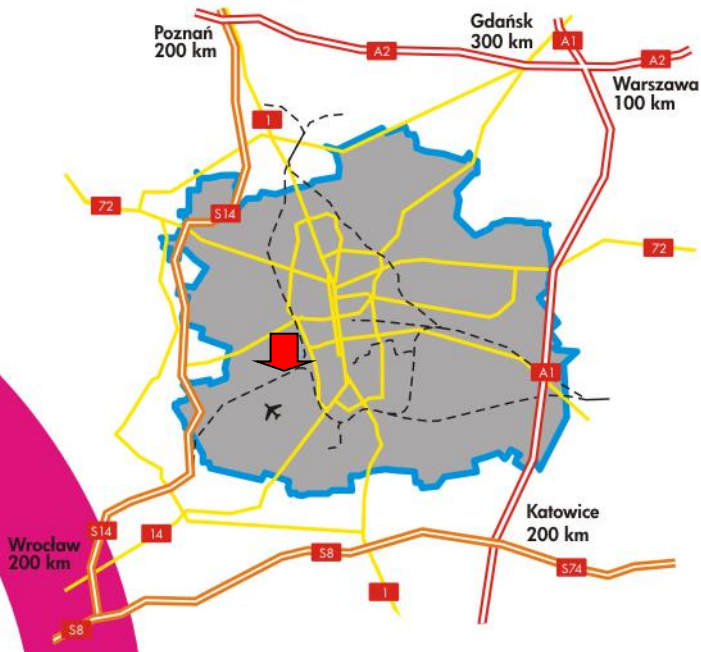 Poznań
200 km
Gdańsk
300 km
A1
A2
A2
Warszawa
100 km
1
72
S14
72
A1
Katowice
200 km
S14
14
Wrocław
200 km
S8
S74
1
S8